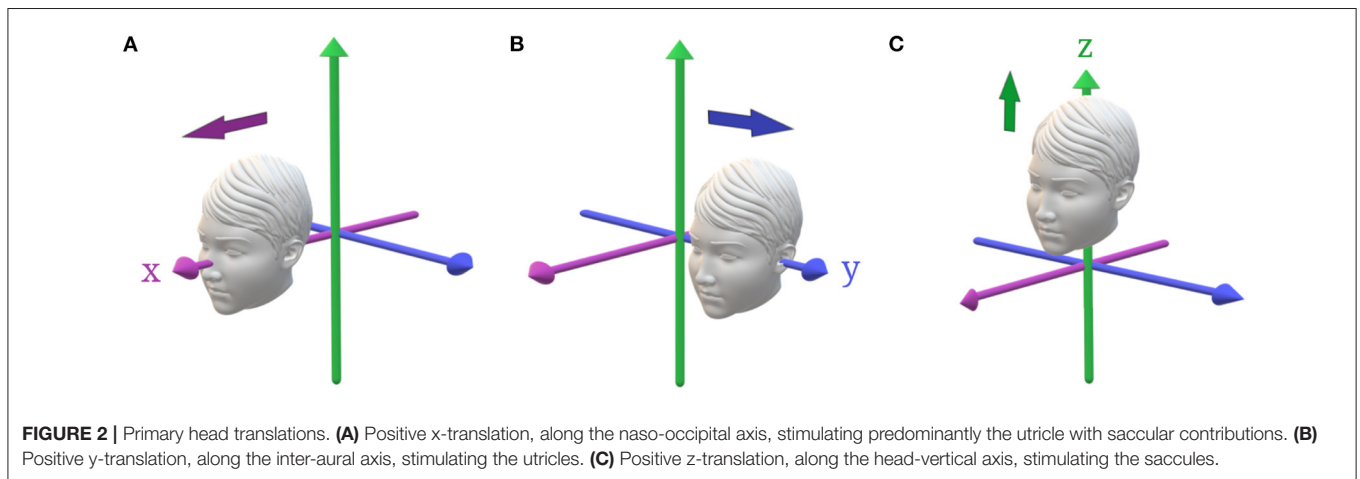 A
B
C
z
x
y
FIGURE 2 | Primary head translations. (A) Positive x-translation, along the naso-occipital axis, stimulating predominantly the utricle with saccular contributions. (B)
Positive y-translation, along the inter-aural axis, stimulating the utricles. (C) Positive z-translation, along the head-vertical axis, stimulating the saccules.